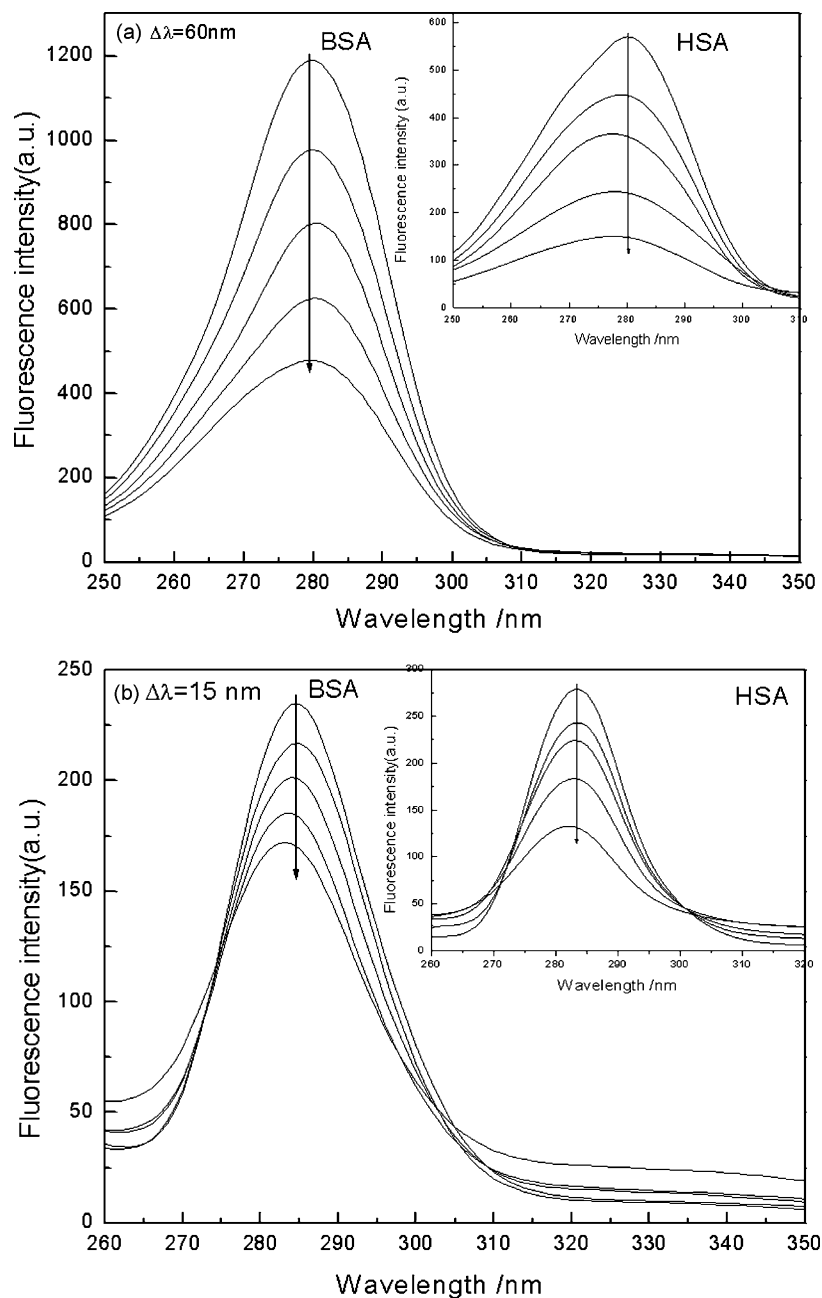 (a) Δλ=60nm
BSA
HSA
Fluorescence intensity(a.u.)
1200
1000
800
600
400
200
0
250 260 270 280 290 300 310 320 330 340 350
Wavelength /nm
Fluorescence intensity (a.u.)
600
500
400
300
200
100
0
250 260 270 280 290 300 310
Wavelength /nm
(b) Δλ=15 nm
BSA
HSA
Fluorescence intensity(a.u.)
250
200
150
100
50
0
260 270 280 290 300 310 320 330 340 350
Wavelength /nm
Fluorescence intensity(a.u.)
300
250
200
150
100
50
0
260 270 280 290 300 310 320
Wavelength /nm